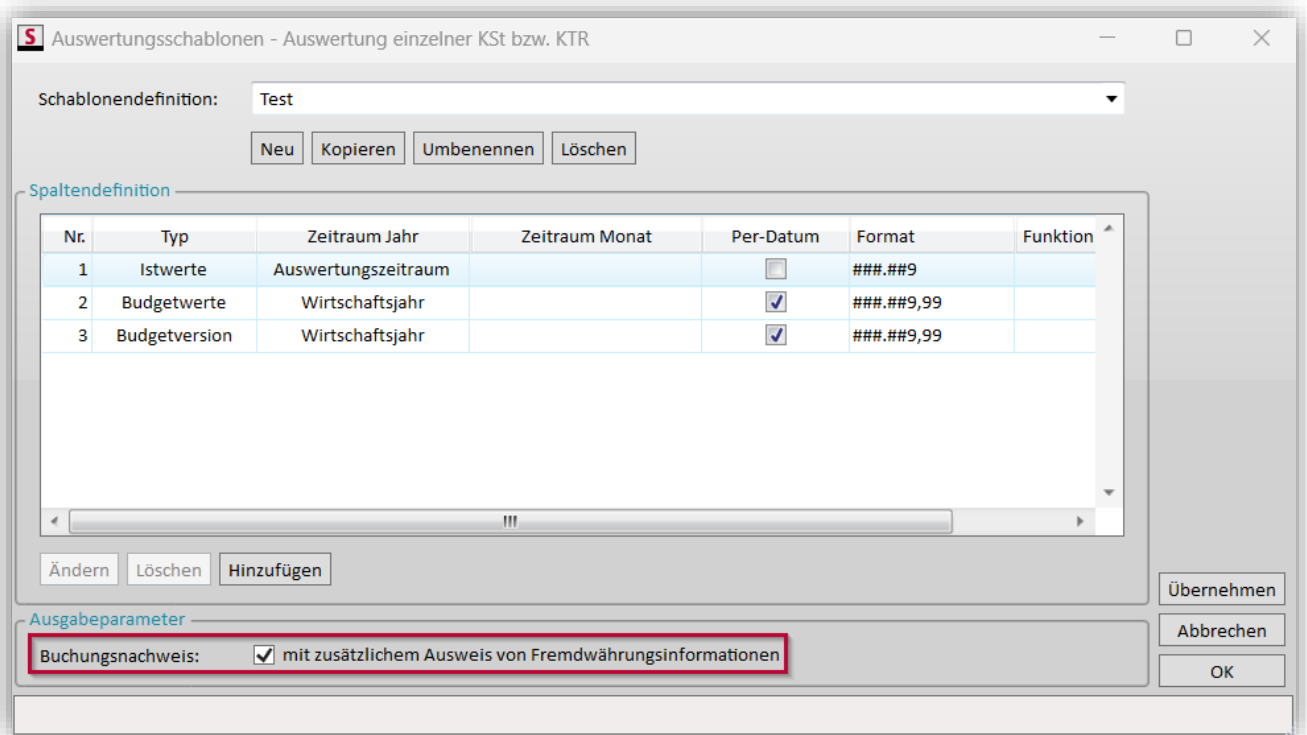 S Auswertungsschablonen - Auswertung einzelner KSt bzw. KTR
Schablonendefinition: Test
Neu Kopieren Umbenennen Löschen
Spaltendefinition
Nr. Typ Zeitraum Jahr Zeitraum Monat Per-Datum Format Funktion
1 Istwerte Auswertungszeitraum ###.##9
2 Budgetwerte Wirtschaftsjahr ###.##9,99
3 Budgetversion Wirtschaftsjahr ###.##9,99
Ändern Löschen Hinzufügen
Übernehmen
Ausgabeparameter
Abbrechen
Buchungsnachweis: mit zusätzlichem Ausweis von Fremdwährungsinformationen
OK